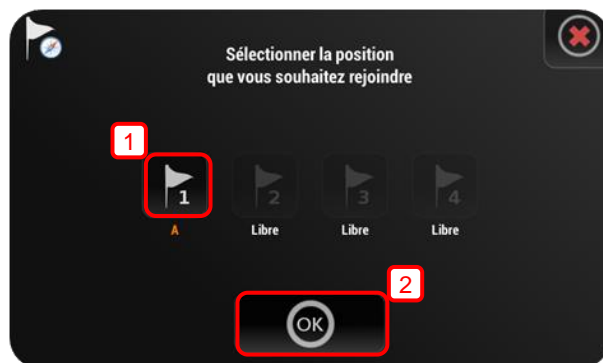 Sélectionner la position
que vous souhaitez rejoindre
1
1
2
3
4
A
Libre
Libre
Libre
2
OK